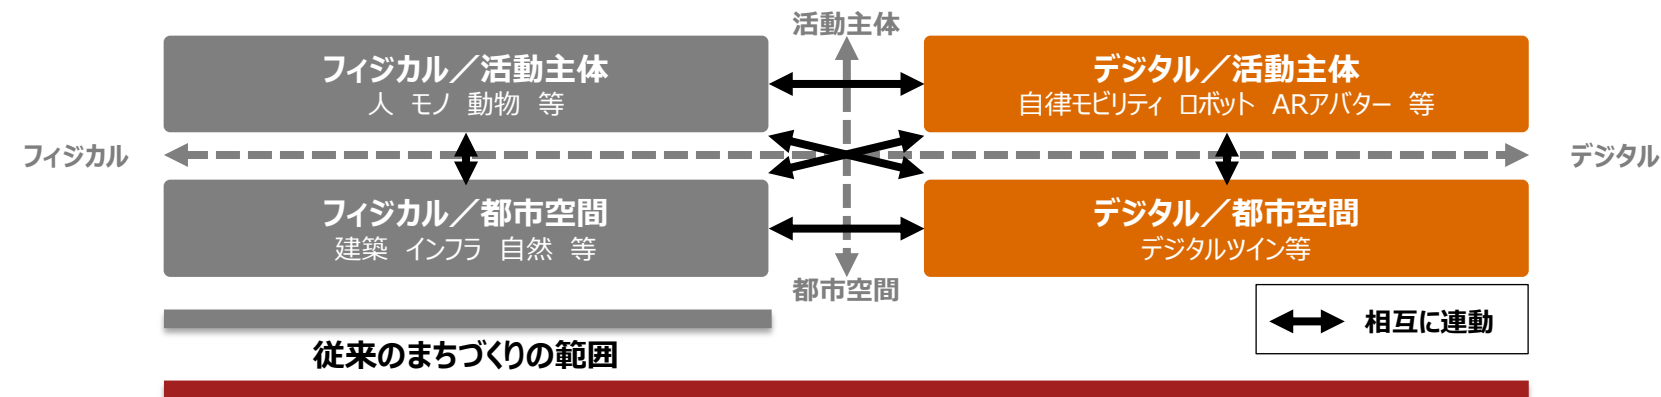 活動主体
フィジカル／活動主体
人 モノ 動物 等
デジタル／活動主体
自律モビリティ ロボット ARアバター 等
フィジカル
デジタル
フィジカル／都市空間
建築 インフラ 自然 等
デジタル／都市空間
デジタルツイン等
都市空間
相互に連動
従来のまちづくりの範囲